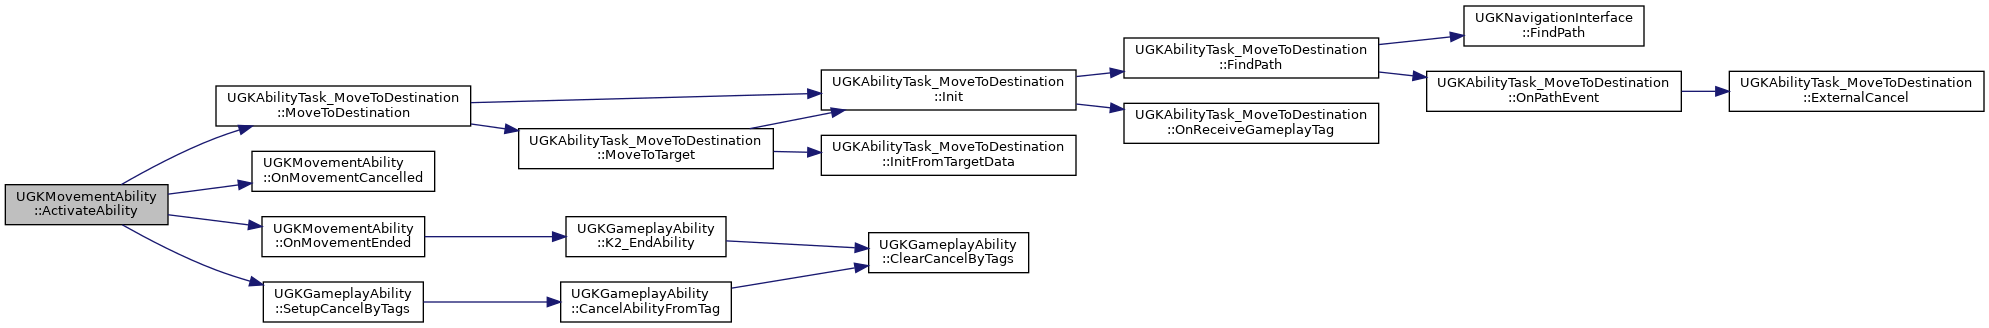 UGKMovementAbility
::ActivateAbility
UGKAbilityTask_MoveToDestination
::MoveToDestination
UGKMovementAbility
::OnMovementCancelled
UGKMovementAbility
::OnMovementEnded
UGKGameplayAbility
::SetupCancelByTags
UGKAbilityTask_MoveToDestination
::MoveToTarget
UGKGameplayAbility
::K2_EndAbility
UGKGameplayAbility
::CancelAbilityFromTag
UGKAbilityTask_MoveToDestination
::Init
UGKAbilityTask_MoveToDestination
::InitFromTargetData
UGKGameplayAbility
::ClearCancelByTags
UGKAbilityTask_MoveToDestination
::FindPath
UGKAbilityTask_MoveToDestination
::OnReceiveGameplayTag
UGKNavigationInterface
::FindPath
UGKAbilityTask_MoveToDestination
::OnPathEvent
UGKAbilityTask_MoveToDestination
::ExternalCancel